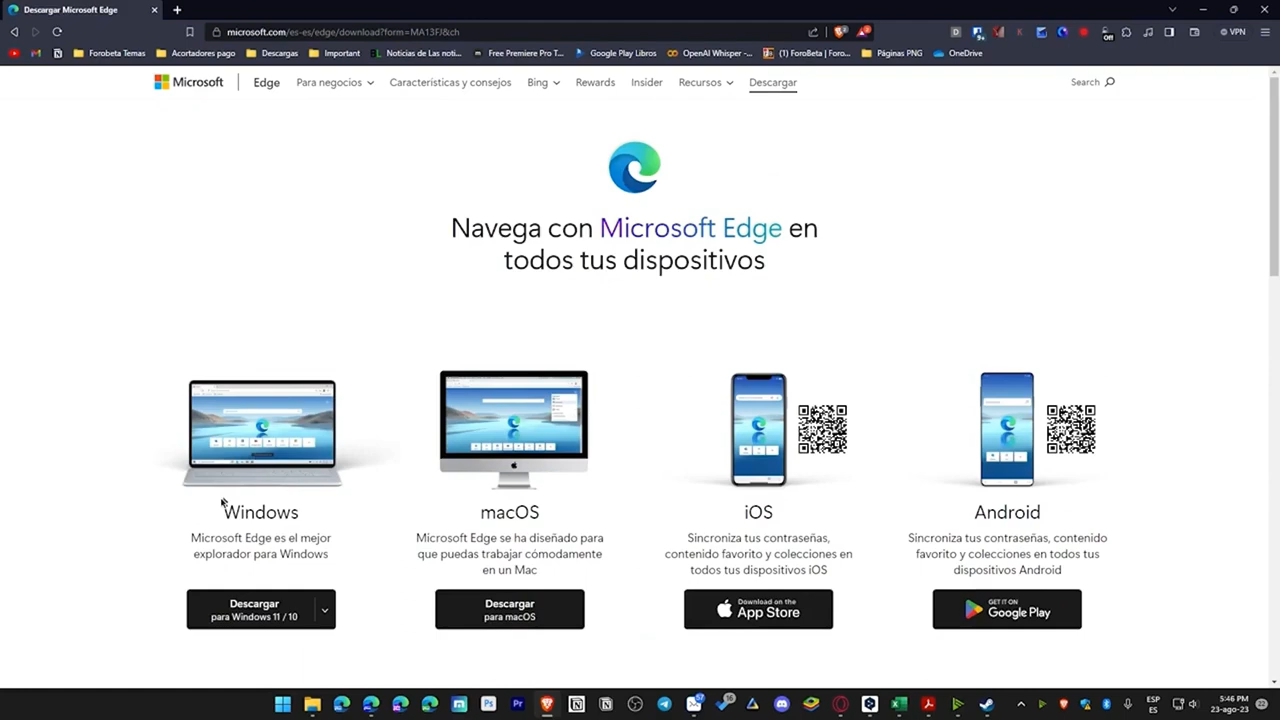 Descargar Microsoft Edge
microsoft.com/es-es/edge/download?form=MA13FJ&ch
VPN
Forobeta Temas
Acortadores pago
Descargas
Important
Noticias de Las noti...
Free Premiere Pro T...
Google Play Libros
OpenAI Whisper -...
(1) ForoBeta | Foro...
Páginas PNG
OneDrive
Microsoft
Edge
Para negocios
Características y consejos
Bing
Rewards
Insider
Recursos
Descargar
Search
Navega con Microsoft Edge en
todos tus dispositivos
Windows
Microsoft Edge es el mejor
explorador para Windows
Descargar
para Windows 11 / 10
macOS
Microsoft Edge se ha diseñado para
que puedas trabajar cómodamente
en un Mac
Descargar
para macOS
iOS
Sincroniza tus contraseñas,
contenido favorito y colecciones en
todos tus dispositivos iOS
Download on the
App Store
Android
Sincroniza tus contraseñas, contenido
favorito y colecciones en todos tus
dispositivos Android
GET IT ON
Google Play
ESP
ES
5:46 PM
23-ago-23